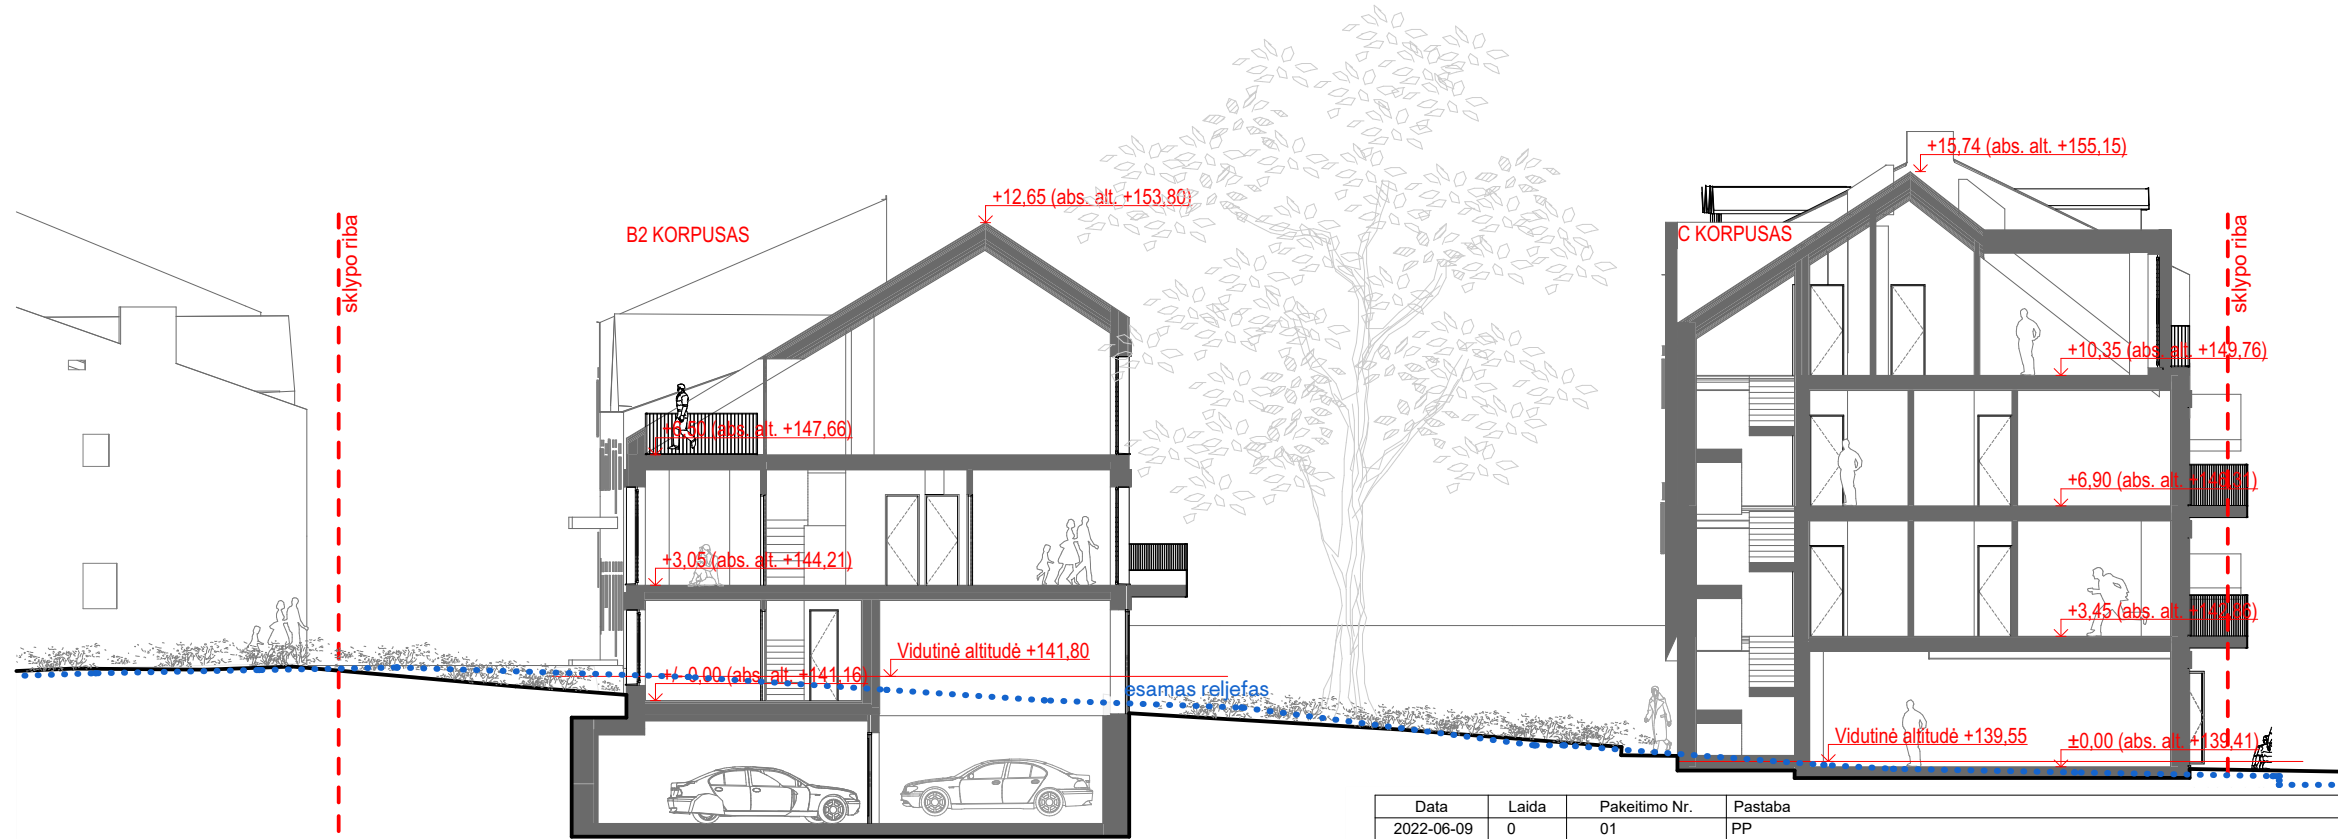 +15,74 (abs. alt. +155,15)
+12,65 (abs. alt. +153,80)
sklypo riba
B2 KORPUSAS
C KORPUSAS
sklypo riba
+10,35 (abs. alt. +149,76)
+6,50 (abs. alt. +147,66)
+6,90 (abs. alt. +146,31)
+3,05 (abs. alt. +144,21)
+3,45 (abs. alt. +142,86)
Vidutinė altitudė +141,80
+/- 0,00 (abs. alt. +141,16)
esamas reljefas
Vidutinė altitudė +139,55
±0,00 (abs. alt. +139,41)
Data Laida Pakeitimo Nr. Pastaba
2022-06-09 0 01 PP